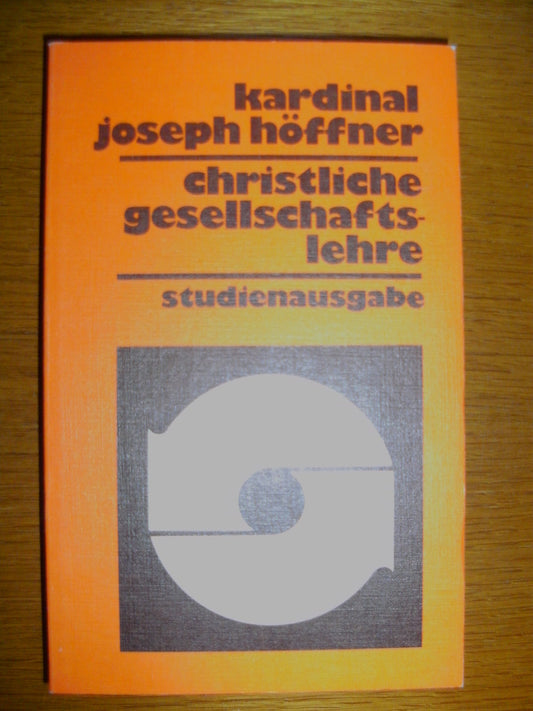 kardinal
joseph höffner
christliche
gesellschafts-
lehre
studienausgabe